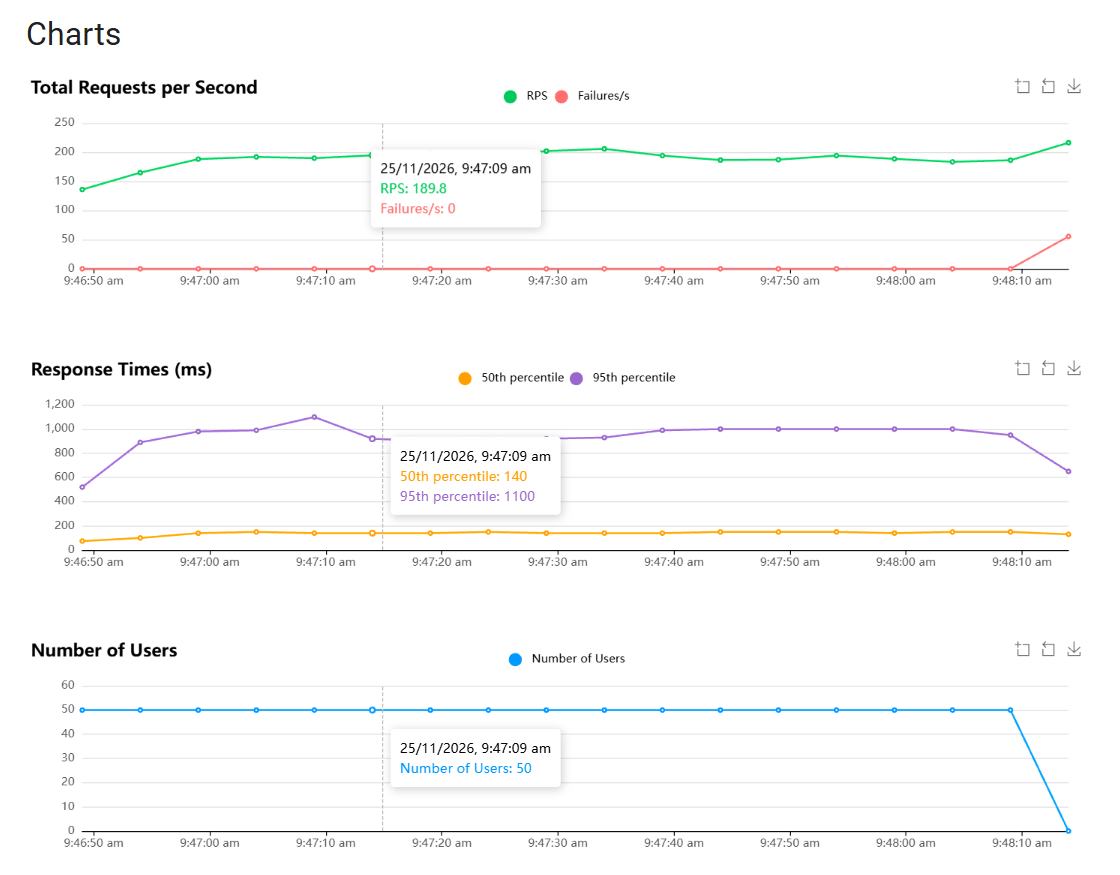 Charts
Total Requests per Second
RPS Failures/s
250
200
150
100
50
0
25/11/2026, 9:47:09 am
RPS: 189.8
Failures/s: 0
9:46:50 am 9:47:00 am 9:47:10 am 9:47:20 am 9:47:30 am 9:47:40 am 9:47:50 am 9:48:00 am 9:48:10 am
Response Times (ms)
50th percentile 95th percentile
1,200
1,000
800
600
400
200
0
25/11/2026, 9:47:09 am
50th percentile: 140
95th percentile: 1100
9:46:50 am 9:47:00 am 9:47:10 am 9:47:20 am 9:47:30 am 9:47:40 am 9:47:50 am 9:48:00 am 9:48:10 am
Number of Users
Number of Users
60
50
40
30
20
10
0
25/11/2026, 9:47:09 am
Number of Users: 50
9:46:50 am 9:47:00 am 9:47:10 am 9:47:20 am 9:47:30 am 9:47:40 am 9:47:50 am 9:48:00 am 9:48:10 am